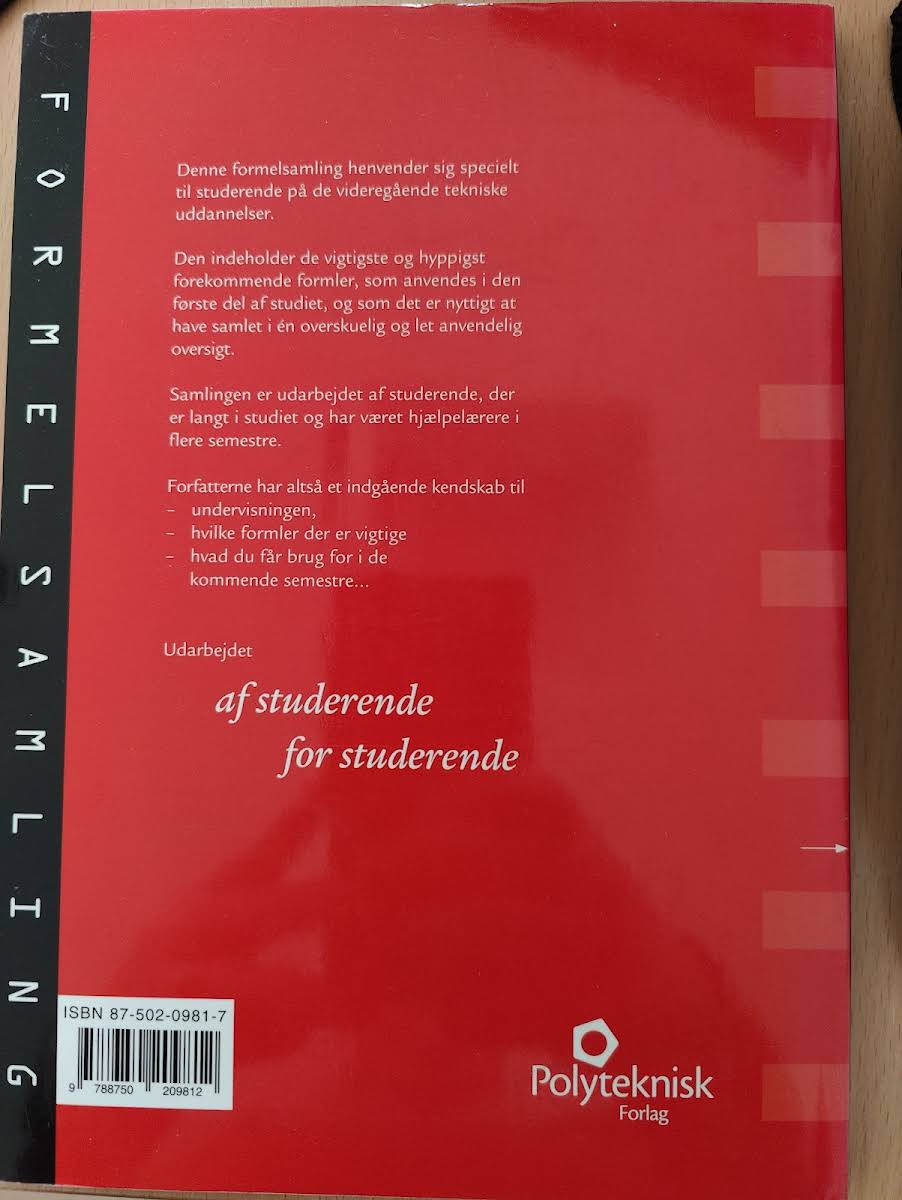 FORMELSAMLING
Denne formelsamling henvender sig specielt
til studerende på de videregående tekniske
uddannelser.
Den indeholder de vigtigste og hyppigst
forekommende formler, som anvendes i den
første del af studiet, og som det er nyttigt at
have samlet i én overskuelig og let anvendelig
oversigt.
Samlingen er udarbejdet af studerende, der
er langt i studiet og har været hjælpelærere i
flere semestre.
Forfatterne har altså et indgående kendskab til
– undervisningen,
– hvilke formler der er vigtige
– hvad du får brug for i de
kommende semestre...
Udarbejdet
af studerende
for studerende
ISBN 87-502-0981-7
9 788750 209812
Polyteknisk
Forlag